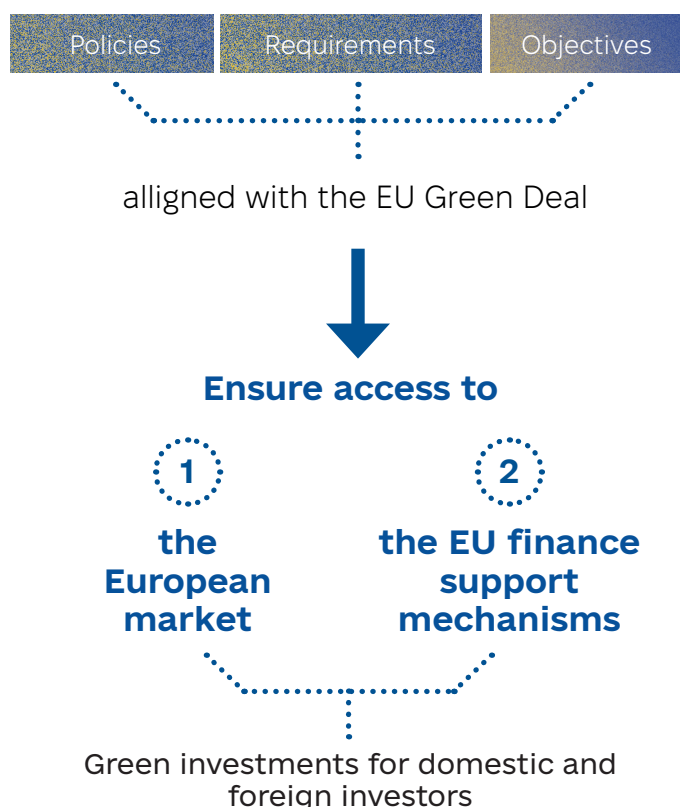 Policies
Requirements
Objectives
alligned with the EU Green Deal
Ensure access to
1
the
European
market
2
the EU finance
support
mechanisms
Green investments for domestic and
foreign investors